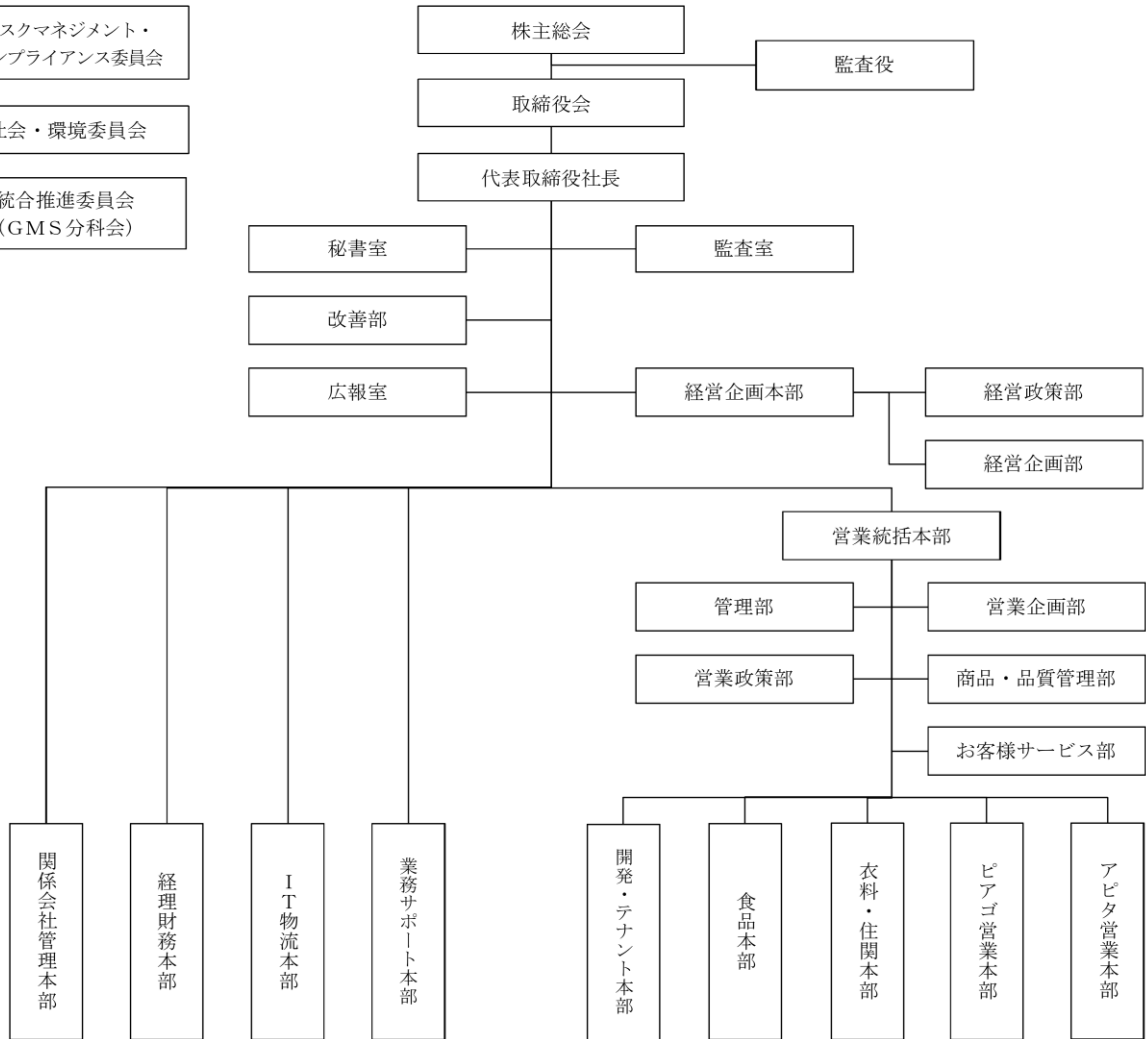 スクマネジメント・
ンプライアンス委員会
株主総会
監査役
取締役会
会・環境委員会
代表取締役社長
統合推進委員会
(GMS分科会)
秘書室
監査室
改善部
広報室
経営企画本部
経営政策部
経営企画部
営業統括本部
管理部
営業企画部
営業政策部
商品・品質管理部
お客様サービス部
関係会社管理本部
経理財務本部
IT物流本部
業務サポート本部
開発・テナント本部
食品本部
衣料・住関本部
ピアゴ営業本部
アピタ営業本部